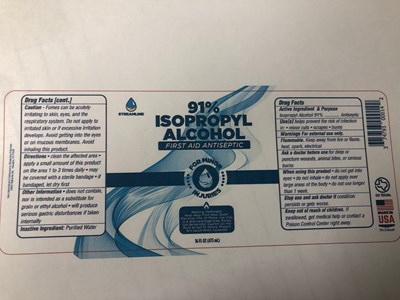 Drug Facts (cont.)
Caution - Fumes can be acutely
irritating to skin, eyes, and the
respiratory system. Do not apply to
irritated skin or if excessive irritation
develops. Avoid getting into the eyes
or on mucous membranes. Avoid
inhaling this product.
Directions • clean the affected area •
apply a small amount of this product
on the area 1 to 3 times daily • may
be covered with a sterile bandage • if
bandaged, let dry first
Other information • does not contain,
nor is intended as a substitute for
grain or ethyl alcohol • will produce
serious gastric disturbances if taken
internally
Inactive Ingredient: Purified Water
STREAMLINE
91%
ISOPROPYL
ALCOHOL
FIRST AID ANTISEPTIC
FOR MINOR
INJURIES
16 FL OZ (473 mL)
Drug Facts
Active Ingredient & Purpose
Isopropyl Alcohol 91% Antiseptic
Use(s) helps prevent the risk of infection
in: • minor cuts • scrapes • burns
Warnings For external use only.
Flammable. Keep away from fire or flame,
heat, spark, electrical
Ask a doctor before use for deep or
puncture wounds, animal bites, or serious
burns
When using this product • do not get into
eyes • do not inhale • do not apply over
large areas of the body • do not use longer
than 1 week.
Stop use and ask doctor if condition
persists or gets worse.
Keep out of reach of children. If
swallowed, get medical help or contact a
Poison Control Center right away.
MADE IN
USA